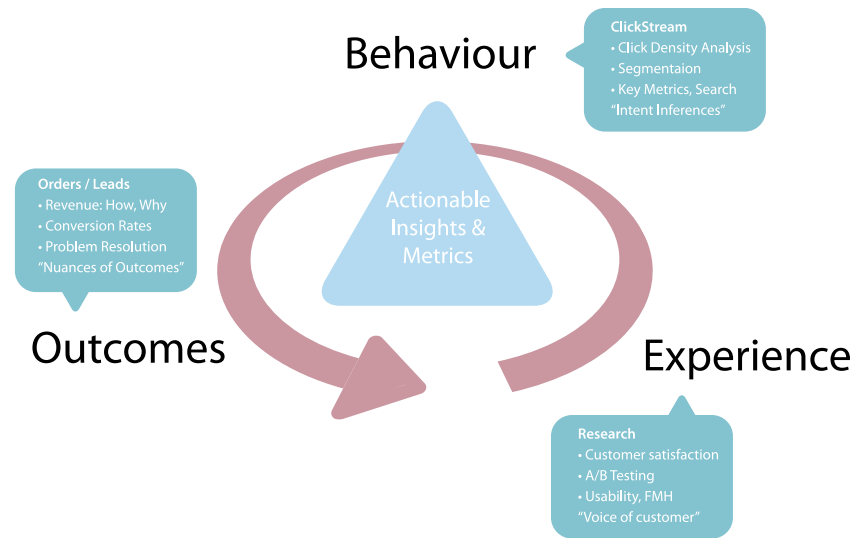 Behaviour
ClickStream
• Click Density Analysis
• Segmentaion
• Key Metrics, Search
“Intent Inferences”
Actionable
Insights &
Metrics
Orders / Leads
• Revenue: How, Why
• Conversion Rates
• Problem Resolution
“Nuances of Outcomes”
Outcomes
Experience
Research
• Customer satisfaction
• A/B Testing
• Usability, FMH
“Voice of customer”